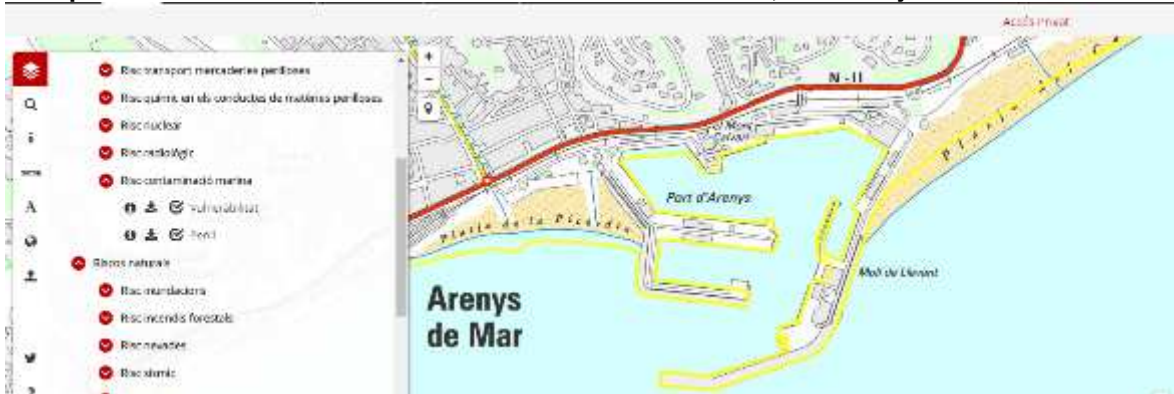 Accés Privat
Risc transport mercaderies perilloses
Risc químic en els conductes de matèries perilloses
Risc nuclear
Risc radiològic
Risc contaminació marina
Vulnerabilitat
Perill
Riscos naturals
Risc inundacions
Risc incendis forestals
Risc nevades
Risc sísmic
A
+
−
N-II
Port d'Arenys
Platja de la Picòrdia
Moll de Llevant
Arenys
de Mar